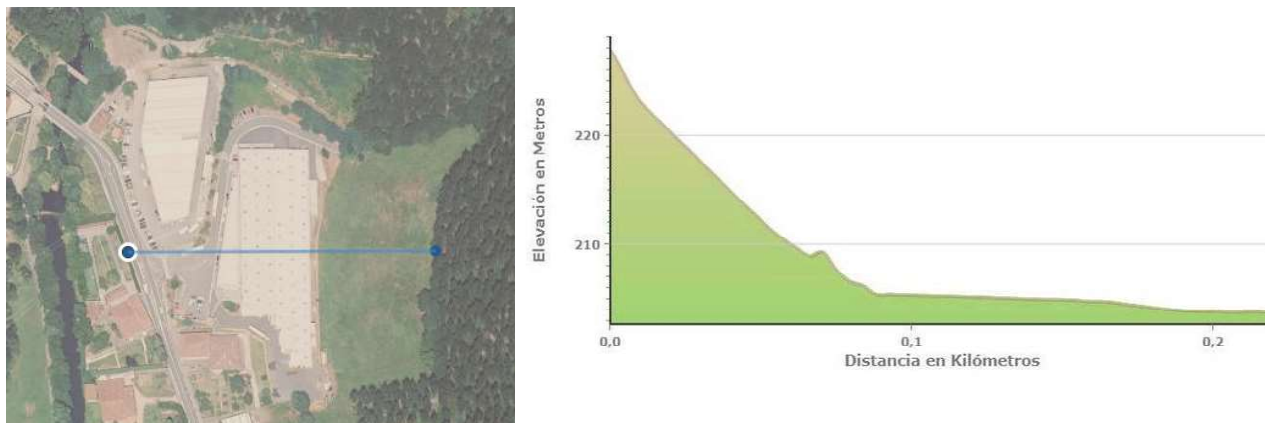 Elevación en Metros
220
210
0,0
0,1
0,2
Distancia en Kilómetros